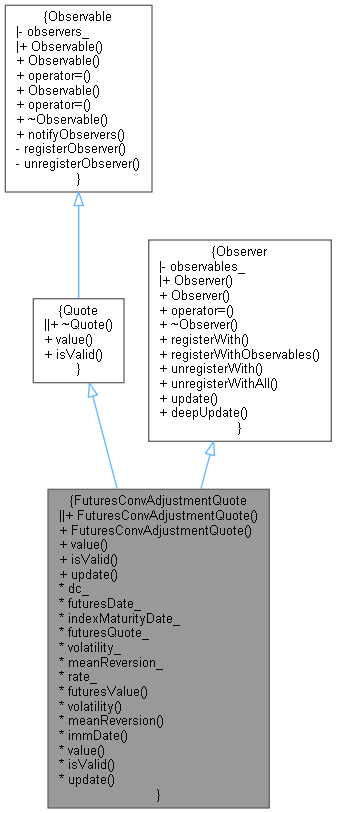 {Observable
|- observers_
|+ Observable()
+ Observable()
+ operator=()
+ Observable()
+ operator=()
+ ~Observable()
+ notifyObservers()
- registerObserver()
- unregisterObserver()
}
{Observer
|- observables_
|+ Observer()
+ Observer()
+ operator=()
+ ~Observer()
+ registerWith()
+ registerWithObservables()
+ unregisterWith()
+ unregisterWithAll()
+ update()
+ deepUpdate()
}
{Quote
||+ ~Quote()
+ value()
+ isValid()
}
{FuturesConvAdjustmentQuote
||+ FuturesConvAdjustmentQuote()
+ FuturesConvAdjustmentQuote()
+ value()
+ isValid()
+ update()
* dc_
* futuresDate_
* indexMaturityDate_
* futuresQuote_
* volatility_
* meanReversion_
* rate_
* futuresValue()
* volatility()
* meanReversion()
* immDate()
* value()
* isValid()
* update()
}